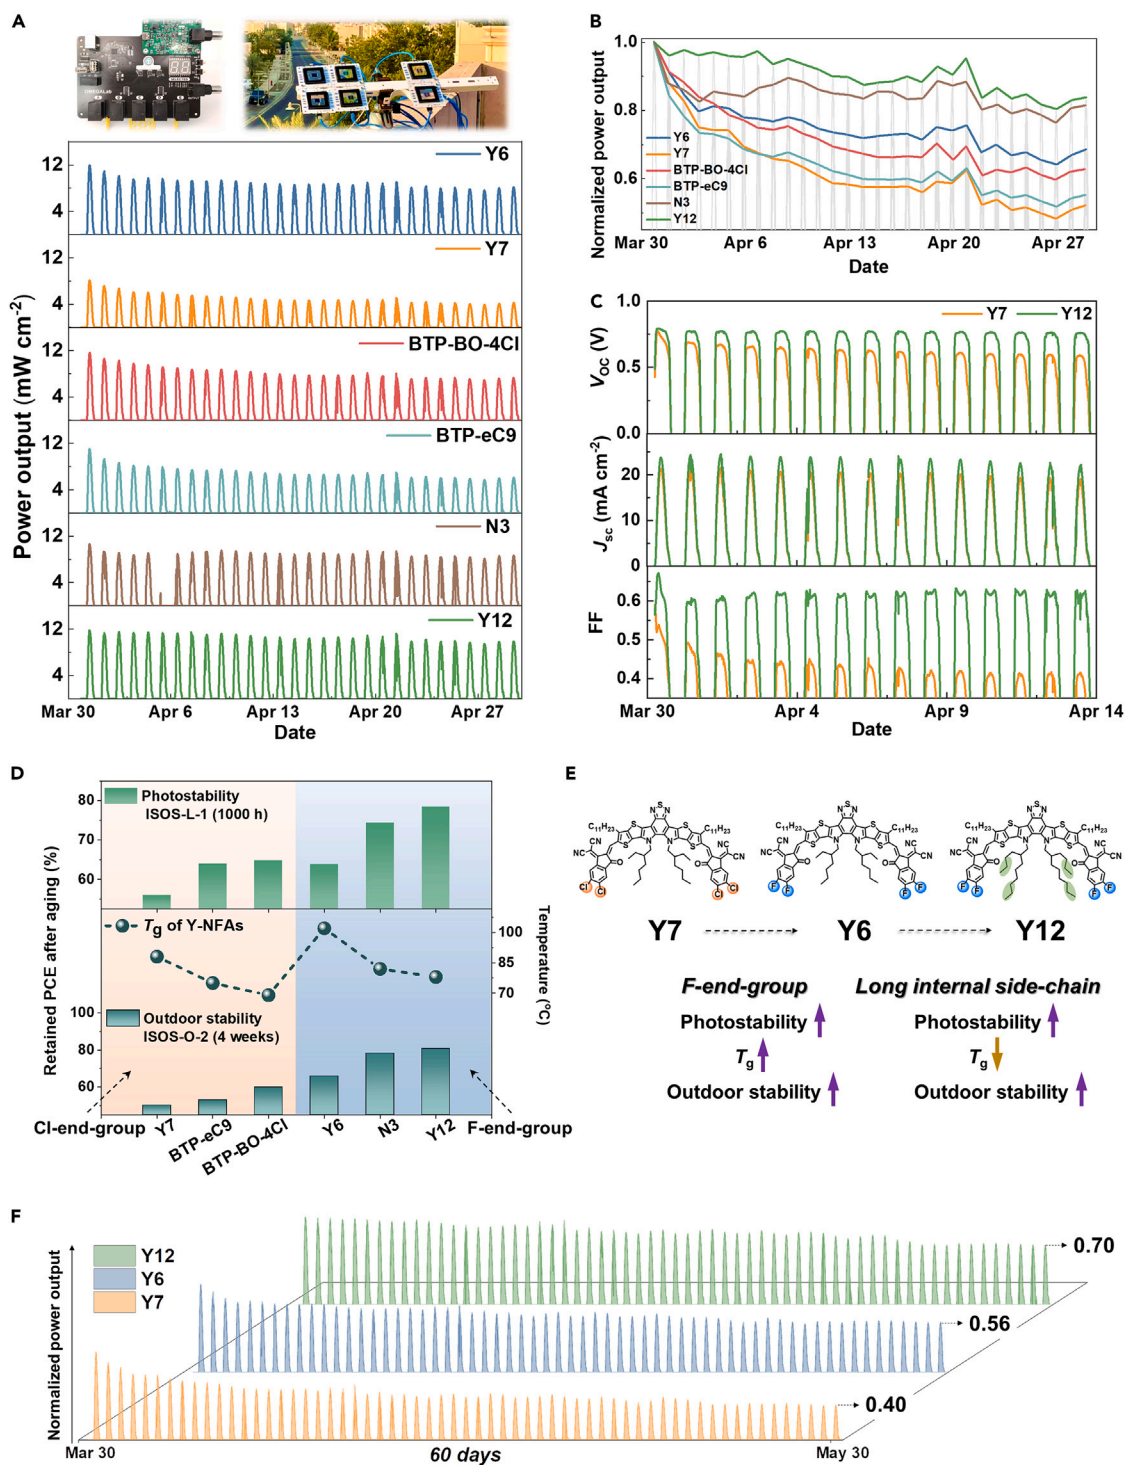 A
OMEGALab
Power output (mW cm-2)
12
4
Y6
12
4
Y7
12
4
BTP-BO-4Cl
12
4
BTP-eC9
12
4
N3
12
4
Y12
Mar 30
Apr 6
Apr 13
Apr 20
Apr 27
Date
B
Normalized power output
1.0
0.8
0.6
Y6
Y7
BTP-BO-4Cl
BTP-eC9
N3
Y12
Mar 30
Apr 6
Apr 13
Apr 20
Apr 27
Date
C
Y7
Y12
VOC (V)
1.0
0.5
0.0
Jsc (mA cm-2)
20
10
0
FF
0.6
0.5
0.4
Mar 30
Apr 4
Apr 9
Apr 14
Date
D
Retained PCE after aging (%)
80
70
60
Photostability
ISOS-L-1 (1000 h)
Tg of Y-NFAs
100
85
70
Temperature (°C)
100
80
60
Outdoor stability
ISOS-O-2 (4 weeks)
Cl-end-group
Y7
BTP-eC9
BTP-BO-4Cl
Y6
N3
Y12
F-end-group
E
C11H23
C11H23
C11H23
C11H23
C11H23
C11H23
Y7
Y6
Y12
F-end-group
Long internal side-chain
Photostability
Photostability
Tg
Tg
Outdoor stability
Outdoor stability
F
Normalized power output
Y12
Y6
Y7
0.70
0.56
0.40
Mar 30
60 days
May 30